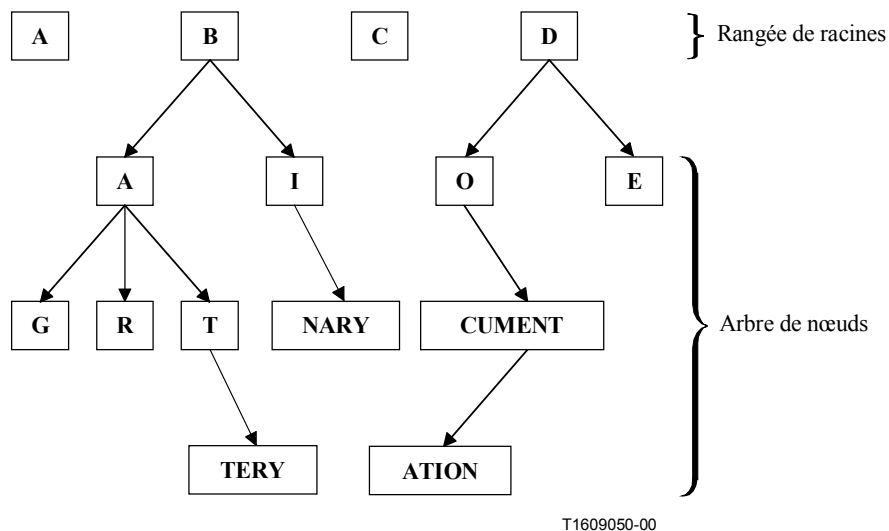 A B C D Rangée de racines
A I O E
G R T NARY CUMENT Arbre de nœuds
TERY ATION
T1609050-00